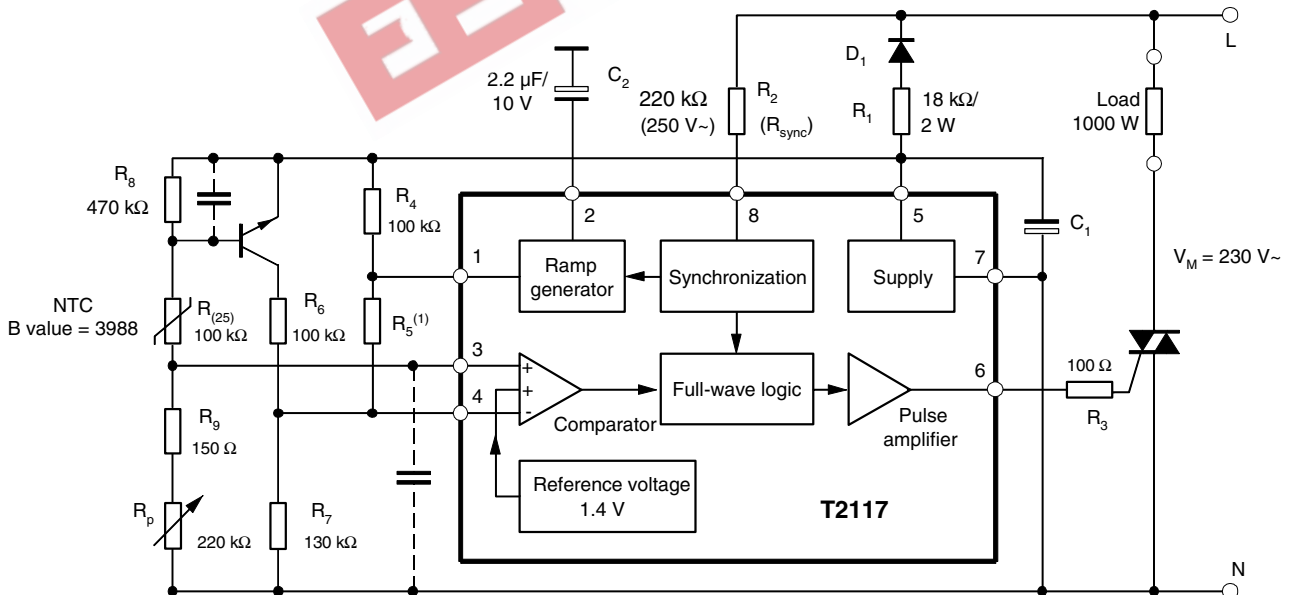 L
D1
2.2 µF/
10 V
C2
220 kΩ
(250 V~)
R2
(Rsync)
R1
18 kΩ/
2 W
Load
1000 W
R8
470 kΩ
R4
100 kΩ
2
8
5
C1
1
Ramp
generator
Synchronization
Supply
7
VM = 230 V~
NTC
B value = 3988
R(25)
100 kΩ
R6
100 kΩ
R5(1)
3
+
+
-
4
Comparator
Full-wave logic
Pulse
amplifier
6
100 Ω
R3
R9
150 Ω
Reference voltage
1.4 V
T2117
Rp
220 kΩ
R7
130 kΩ
N